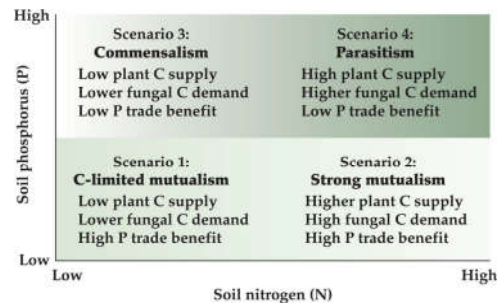 High
Scenario 3:
Commensalism
Low plant C supply
Lower fungal C demand
Low P trade benefit
Scenario 4:
Parasitism
High plant C supply
Higher fungal C demand
Low P trade benefit
Soil phosphorus (P)
Scenario 1:
C-limited mutualism
Low plant C supply
Lower fungal C demand
High P trade benefit
Scenario 2:
Strong mutualism
Higher plant C supply
High fungal C demand
High P trade benefit
Low
Low
High
Soil nitrogen (N)